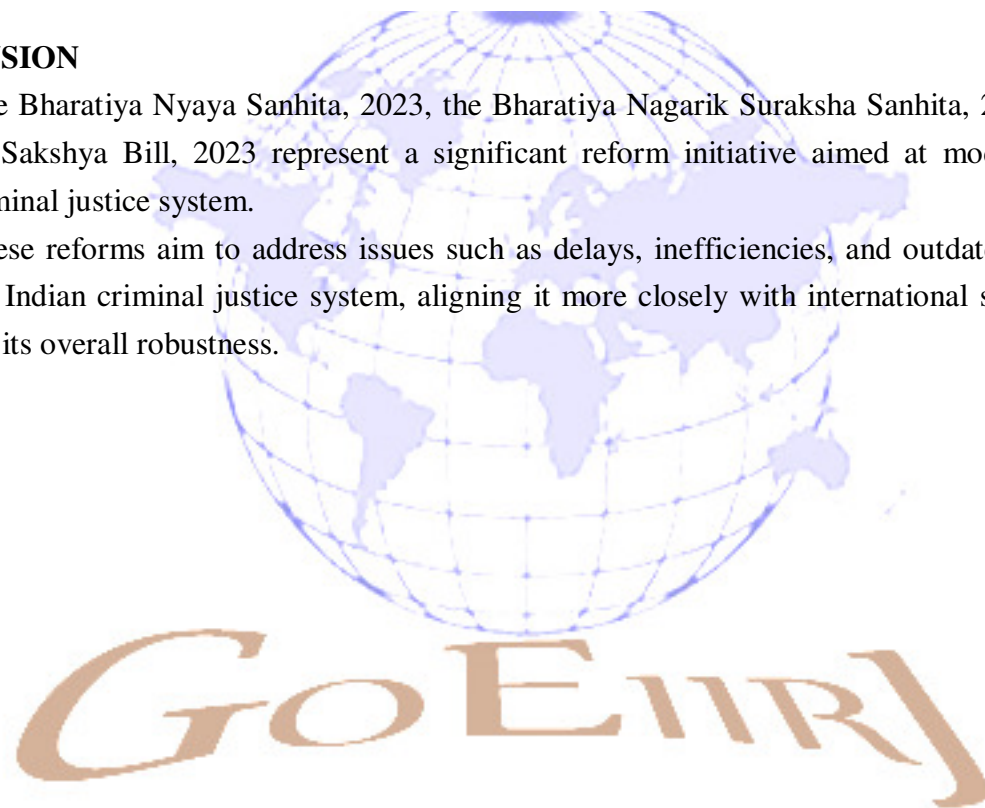 SION
e Bharatiya Nyaya Sanhita, 2023, the Bharatiya Nagarik Suraksha Sanhita, 2
Sakshya Bill, 2023 represent a significant reform initiative aimed at mod
minal justice system.
ese reforms aim to address issues such as delays, inefficiencies, and outdat
Indian criminal justice system, aligning it more closely with international s
its overall robustness.
GOEIIRJ